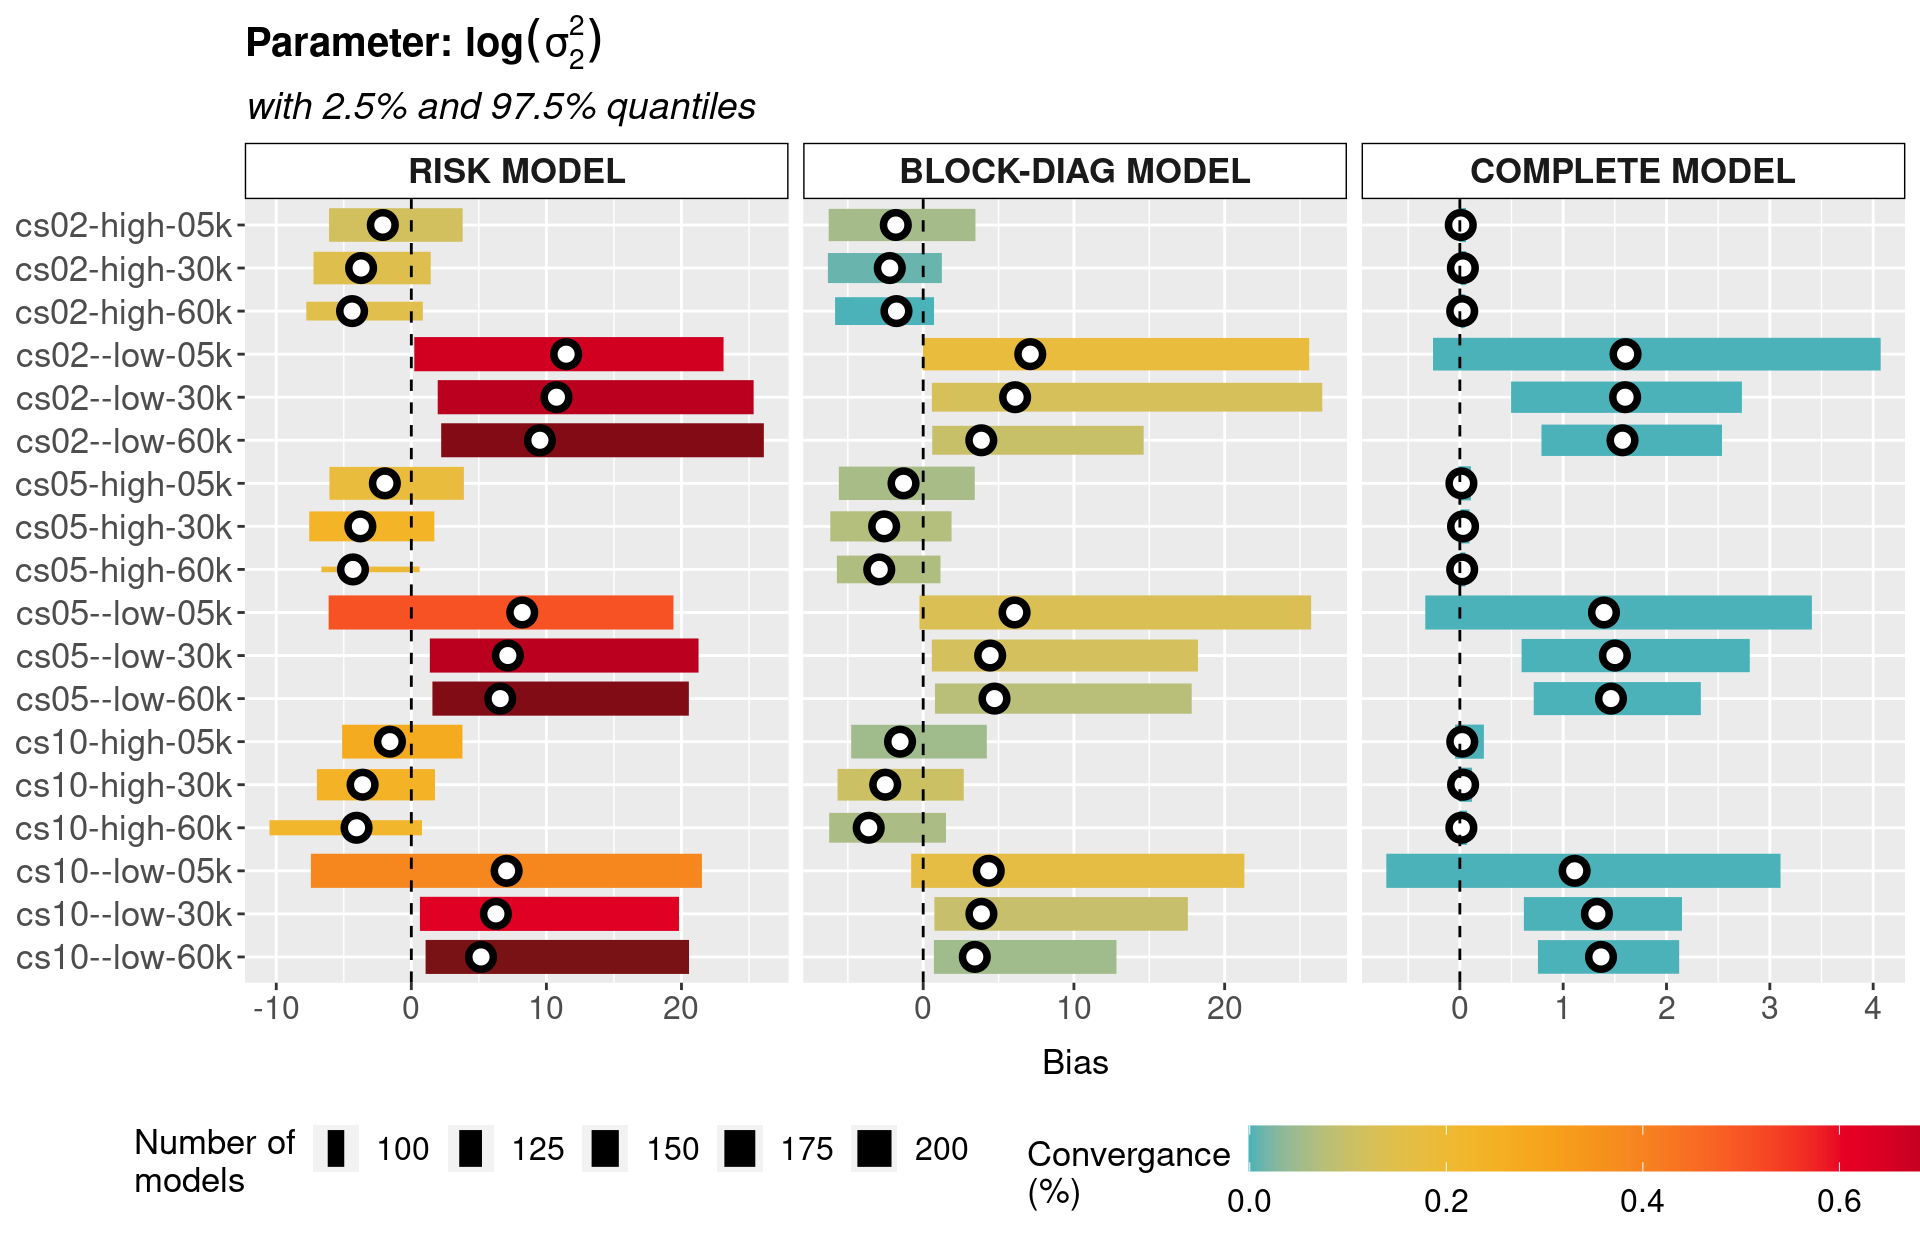 Parameter: log(σ₂²)
with 2.5% and 97.5% quantiles
RISK MODEL BLOCK-DIAG MODEL COMPLETE MODEL
cs02-high-05k
cs02-high-30k
cs02-high-60k
cs02--low-05k
cs02--low-30k
cs02--low-60k
cs05-high-05k
cs05-high-30k
cs05-high-60k
cs05--low-05k
cs05--low-30k
cs05--low-60k
cs10-high-05k
cs10-high-30k
cs10-high-60k
cs10--low-05k
cs10--low-30k
cs10--low-60k
-10 0 10 20 0 10 20 0 1 2 3 4
Bias
Number of
models
100 125 150 175 200
Convergance
(%)
0.0 0.2 0.4 0.6